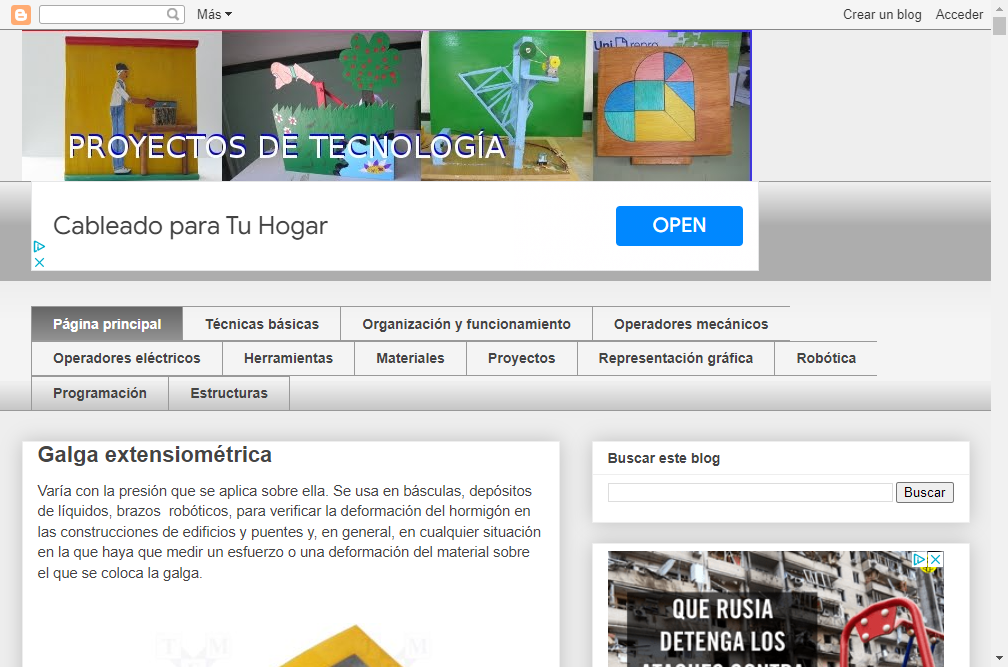 Más
Crear un blog Acceder
Uni repro
PROYECTOS DE TECNOLOGÍA
Cableado para Tu Hogar
OPEN
Página principal Técnicas básicas Organización y funcionamiento Operadores mecánicos
Operadores eléctricos Herramientas Materiales Proyectos Representación gráfica Robótica
Programación Estructuras
Galga extensiométrica
Varía con la presión que se aplica sobre ella. Se usa en básculas, depósitos
de líquidos, brazos robóticos, para verificar la deformación del hormigón en
las construcciones de edificios y puentes y, en general, en cualquier situación
en la que haya que medir un esfuerzo o una deformación del material sobre
el que se coloca la galga.
T M
T M
Buscar este blog
Buscar
QUE RUSIA
DETENGA LOS
ATAQUES CONTRA